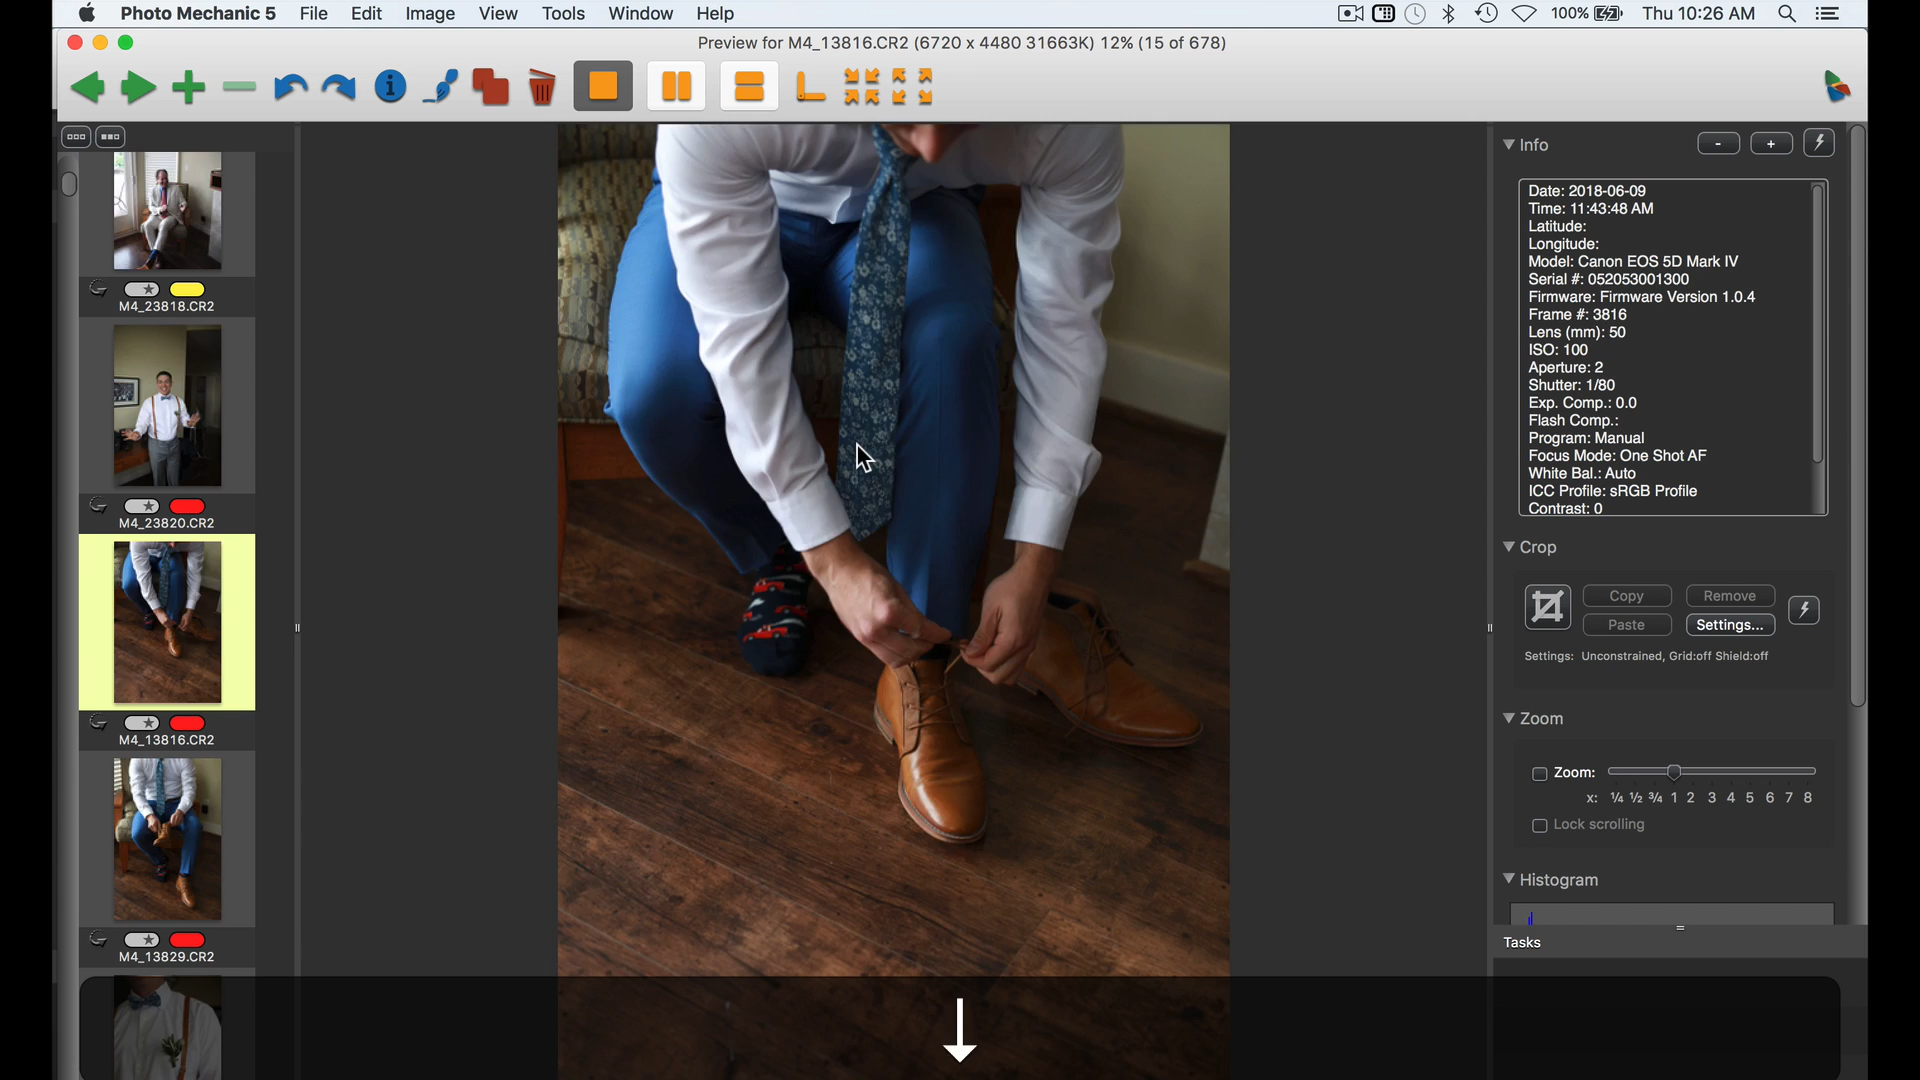 Photo Mechanic 5 File Edit Image View Tools Window Help 100% Thu 10:26 AM
Preview for M4_13816.CR2 (6720 x 4480 31663K) 12% (15 of 678)
M4_23818.CR2
M4_23820.CR2
M4_13816.CR2
M4_13829.CR2
Info - +
Date: 2018-06-09
Time: 11:43:48 AM
Latitude:
Longitude:
Model: Canon EOS 5D Mark IV
Serial #: 052053001300
Firmware: Firmware Version 1.0.4
Frame #: 3816
Lens (mm): 50
ISO: 100
Aperture: 2
Shutter: 1/80
Exp. Comp.: 0.0
Flash Comp.:
Program: Manual
Focus Mode: One Shot AF
White Bal.: Auto
ICC Profile: sRGB Profile
Contrast: 0
Crop
Copy Remove
Paste Settings...
Settings: Unconstrained, Grid:off Shield:off
Zoom
Zoom:
x: ¼ ½ ¾ 1 2 3 4 5 6 7 8
Lock scrolling
Histogram
Tasks